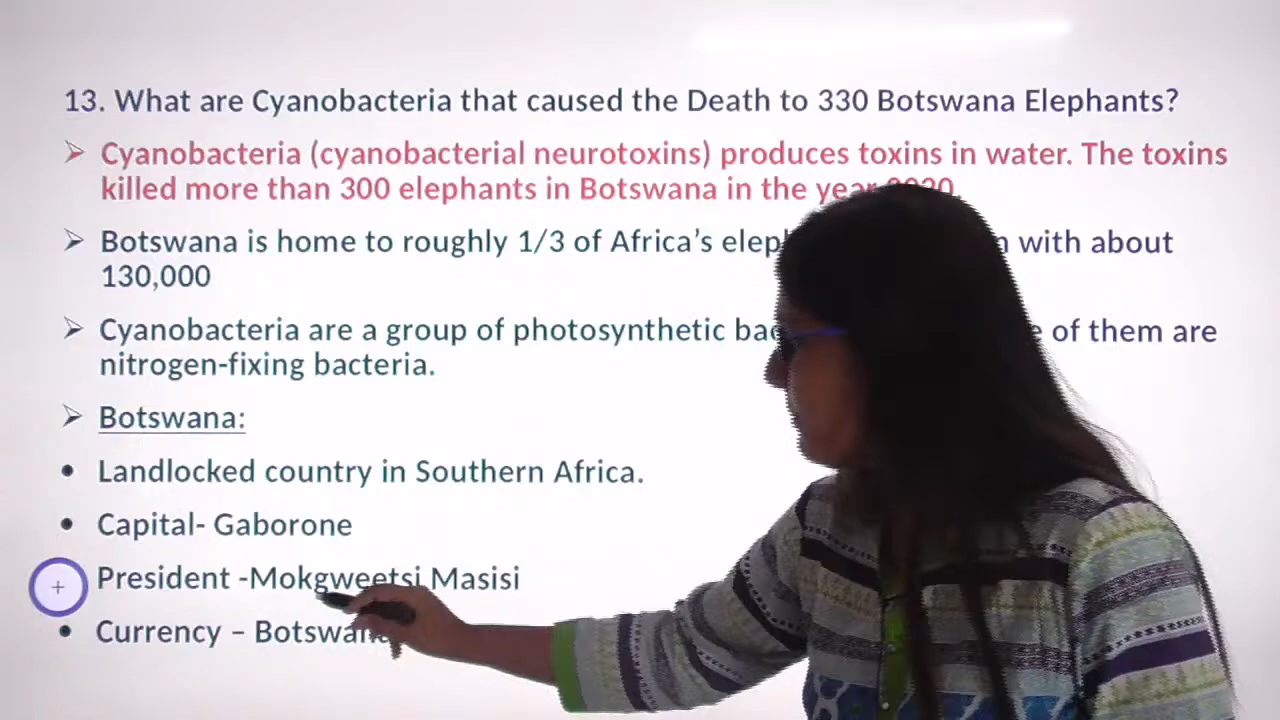 13. What are Cyanobacteria that caused the Death to 330 Botswana Elephants?
➢ Cyanobacteria (cyanobacterial neurotoxins) produces toxins in water. The toxins
killed more than 300 elephants in Botswana in the year 2020
➢ Botswana is home to roughly 1/3 of Africa's with about
130,000
➢ Cyanobacteria are a group of photosynthetic of them are
nitrogen-fixing bacteria.
➢ Botswana:
• Landlocked country in Southern Africa.
• Capital- Gaborone
President -Mokgweetsi Masisi
• Currency – Botswana